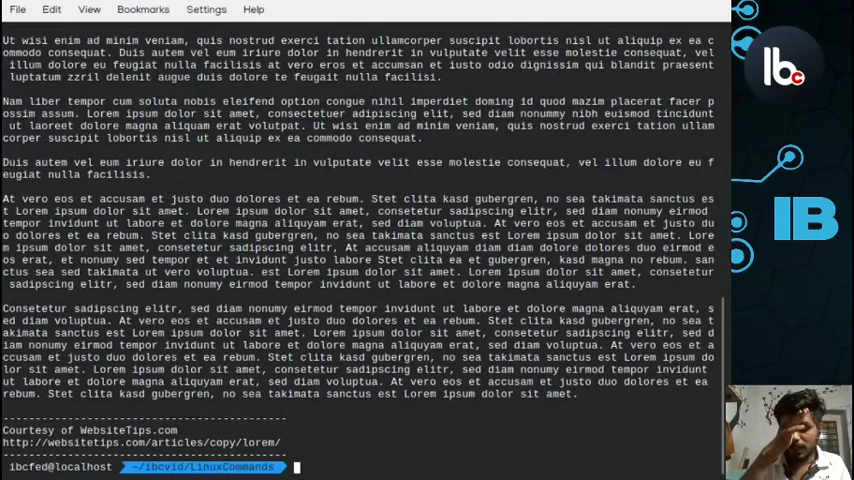 File Edit View Bookmarks Settings Help
Ut wisi enim ad minim veniam, quis nostrud exerci tation ullamcorper suscipit lobortis nisl ut aliquip ex ea c
ommodo consequat. Duis autem vel eum iriure dolor in hendrerit in vulputate velit esse molestie consequat, vel
illum dolore eu feugiat nulla facilisis at vero eros et accumsan et iusto odio dignissim qui blandit praesent
luptatum zzril delenit augue duis dolore te feugait nulla facilisi.
Nam liber tempor cum soluta nobis eleifend option congue nihil imperdiet doming id quod mazim placerat facer p
ossim assum. Lorem ipsum dolor sit amet, consectetuer adipiscing elit, sed diam nonummy nibh euismod tincidunt
ut laoreet dolore magna aliquam erat volutpat. Ut wisi enim ad minim veniam, quis nostrud exerci tation ullam
corper suscipit lobortis nisl ut aliquip ex ea commodo consequat.
Duis autem vel eum iriure dolor in hendrerit in vulputate velit esse molestie consequat, vel illum dolore eu f
eugiat nulla facilisis.
At vero eos et accusam et justo duo dolores et ea rebum. Stet clita kasd gubergren, no sea takimata sanctus es
t Lorem ipsum dolor sit amet. Lorem ipsum dolor sit amet, consetetur sadipscing elitr, sed diam nonumy eirmod
tempor invidunt ut labore et dolore magna aliquyam erat, sed diam voluptua. At vero eos et accusam et justo du
o dolores et ea rebum. Stet clita kasd gubergren, no sea takimata sanctus est Lorem ipsum dolor sit amet. Lore
m ipsum dolor sit amet, consetetur sadipscing elitr, At accusam aliquyam diam diam dolore dolores duo eirmod e
os erat, et nonumy sed tempor et et invidunt justo labore Stet clita ea et gubergren, kasd magna no rebum. san
ctus sea sed takimata ut vero voluptua. est Lorem ipsum dolor sit amet. Lorem ipsum dolor sit amet, consetetur
sadipscing elitr, sed diam nonumy eirmod tempor invidunt ut labore et dolore magna aliquyam erat.
Consetetur sadipscing elitr, sed diam nonumy eirmod tempor invidunt ut labore et dolore magna aliquyam erat, s
ed diam voluptua. At vero eos et accusam et justo duo dolores et ea rebum. Stet clita kasd gubergren, no sea t
akimata sanctus est Lorem ipsum dolor sit amet. Lorem ipsum dolor sit amet, consetetur sadipscing elitr, sed d
iam nonumy eirmod tempor invidunt ut labore et dolore magna aliquyam erat, sed diam voluptua. At vero eos et a
ccusam et justo duo dolores et ea rebum. Stet clita kasd gubergren, no sea takimata sanctus est Lorem ipsum do
lor sit amet. Lorem ipsum dolor sit amet, consetetur sadipscing elitr, sed diam nonumy eirmod tempor invidunt
ut labore et dolore magna aliquyam erat, sed diam voluptua. At vero eos et accusam et justo duo dolores et ea
rebum. Stet clita kasd gubergren, no sea takimata sanctus est Lorem ipsum dolor sit amet.
-----------------------------------------------
Courtesy of WebsiteTips.com
http://websitetips.com/articles/copy/lorem/
-----------------------------------------------
ibcfed@localhost ~/ibcvid/LinuxCommands
Ibc
IB